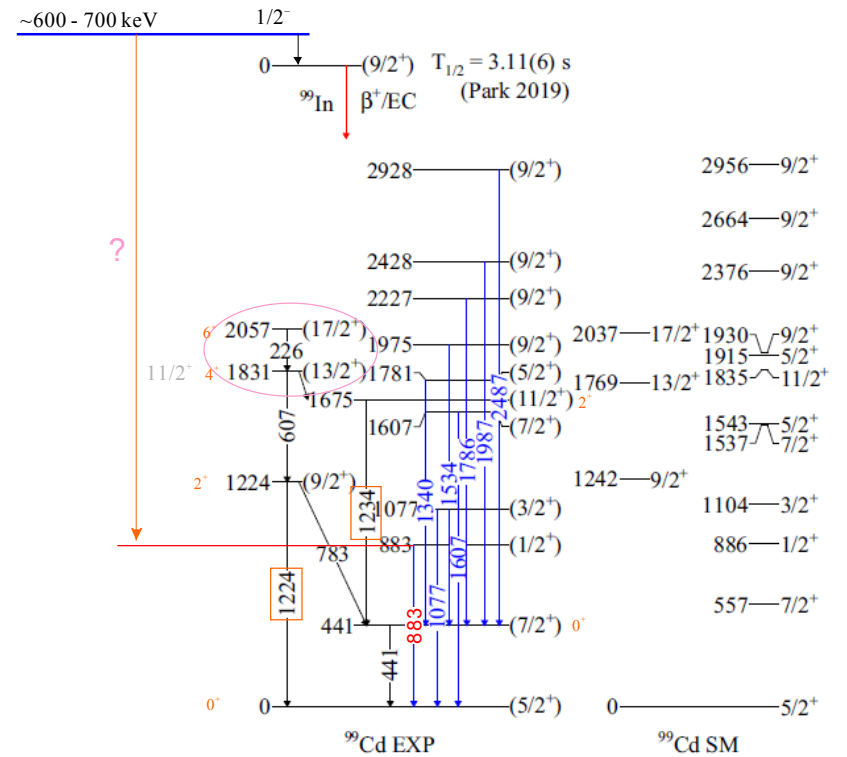 ~600 - 700 keV 1/2⁻
0 (9/2⁺) T₁/₂ = 3.11(6) s
⁹⁹In β⁺/EC (Park 2019)
2928 (9/2⁺) 2956 9/2⁺
2664 9/2⁺
?
2428 (9/2⁺) 2376 9/2⁺
2227 (9/2⁺)
6⁺ 2057 (17/2⁺) 2037 17/2⁺ 1930 9/2⁺
226 1975 (9/2⁺) 1915 5/2⁺
11/2⁺ 4⁺ 1831 (13/2⁺) 1781 (5/2⁺) 1769 13/2⁺ 1835 11/2⁺
1675 (11/2⁺) 2⁺
607 1607 (7/2⁺) 1543 5/2⁺
1537 7/2⁺
2⁺ 1224 (9/2⁺) 1242 9/2⁺
1340 1534 1786 1987 2487
1234 1077 (3/2⁺) 1104 3/2⁺
783 883 (1/2⁺) 886 1/2⁺
1224 883 1077 1607 557 7/2⁺
441 (7/2⁺) 0⁺
441
0⁺ 0 (5/2⁺) 0 5/2⁺
⁹⁹Cd EXP ⁹⁹Cd SM